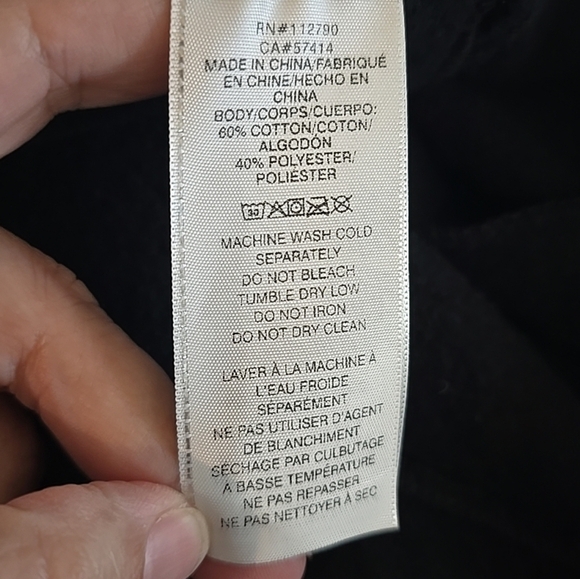 RN#112790
CA#57414
MADE IN CHINA/FABRIQUÉ
EN CHINE/HECHO EN
CHINA
BODY/CORPS/CUERPO:
60% COTTON/COTON/
ALGODÓN
40% POLYESTER/
POLIÉSTER
30
MACHINE WASH COLD
SEPARATELY
DO NOT BLEACH
TUMBLE DRY LOW
DO NOT IRON
DO NOT DRY CLEAN
LAVER À LA MACHINE À
L'EAU FROIDE
SÉPARÉMENT
NE PAS UTILISER D'AGENT
DE BLANCHIMENT
SÉCHAGE PAR CULBUTAGE
À BASSE TEMPÉRATURE
NE PAS REPASSER
NE PAS NETTOYER À SEC